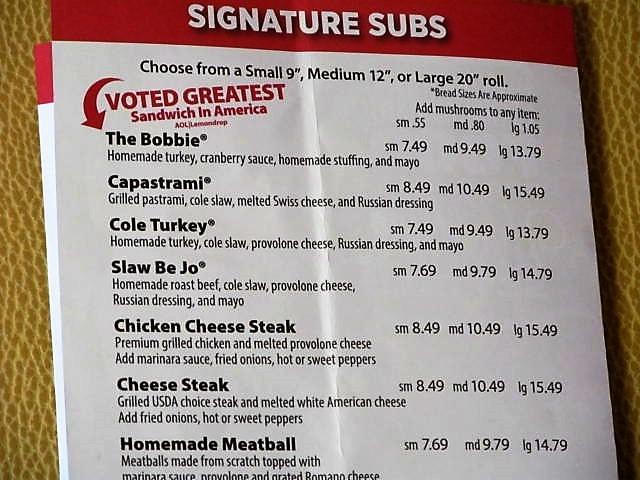 SIGNATURE SUBS
Choose from a Small 9", Medium 12", or Large 20" roll.
*Bread Sizes Are Approximate
VOTED GREATEST
Sandwich In America
AOL|Lemondrop
Add mushrooms to any item:
sm .55 md .80 lg 1.05
The Bobbie® sm 7.49 md 9.49 lg 13.79
Homemade turkey, cranberry sauce, homemade stuffing, and mayo
Capastrami® sm 8.49 md 10.49 lg 15.49
Grilled pastrami, cole slaw, melted Swiss cheese, and Russian dressing
Cole Turkey® sm 7.49 md 9.49 lg 13.79
Homemade turkey, cole slaw, provolone cheese, Russian dressing, and mayo
Slaw Be Jo® sm 7.69 md 9.79 lg 14.79
Homemade roast beef, cole slaw, provolone cheese,
Russian dressing, and mayo
Chicken Cheese Steak sm 8.49 md 10.49 lg 15.49
Premium grilled chicken and melted provolone cheese
Add marinara sauce, fried onions, hot or sweet peppers
Cheese Steak sm 8.49 md 10.49 lg 15.49
Grilled USDA choice steak and melted white American cheese
Add fried onions, hot or sweet peppers
Homemade Meatball sm 7.69 md 9.79 lg 14.79
Meatballs made from scratch topped with
marinara sauce, provolone and grated Romano cheese